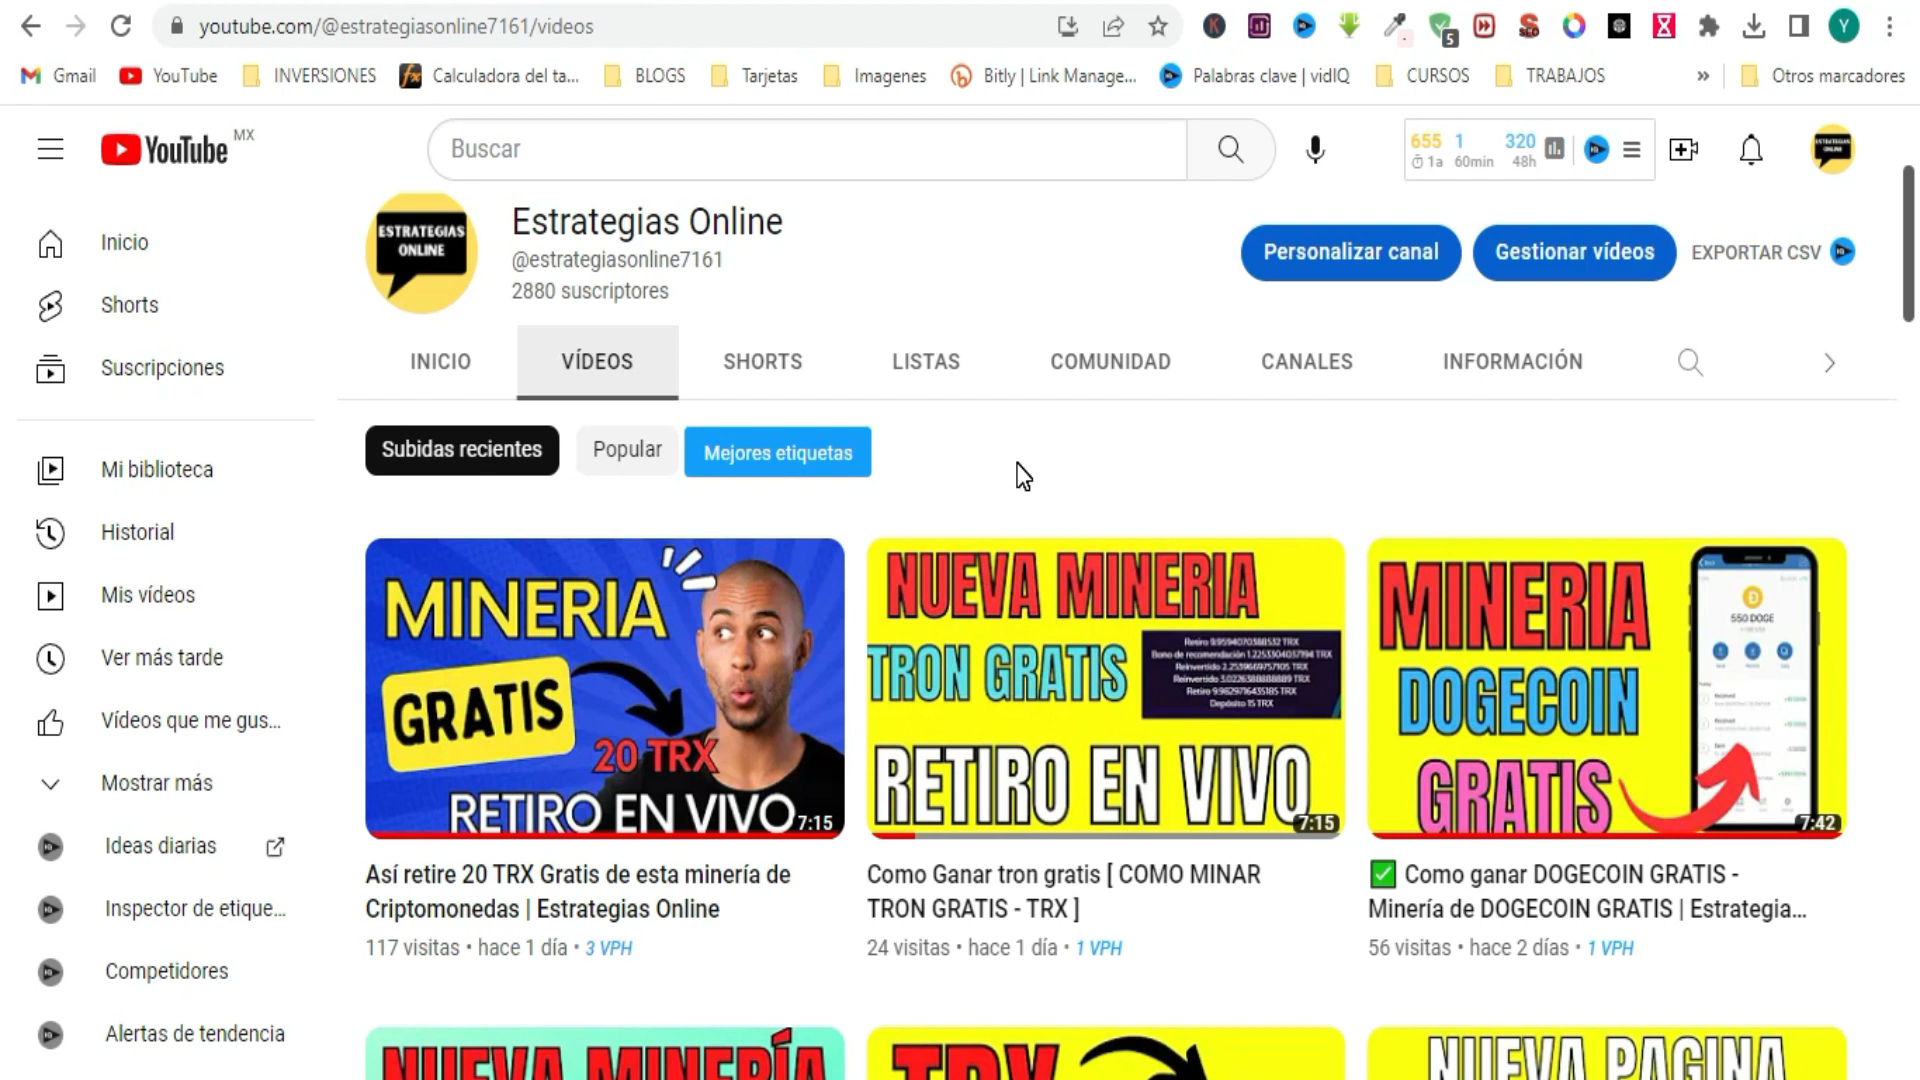 youtube.com/@estrategiasonline7161/videos
5
Y
Gmail
YouTube
INVERSIONES
Calculadora del ta...
BLOGS
Tarjetas
Imagenes
Bitly | Link Manage...
Palabras clave | vidIQ
CURSOS
TRABAJOS
»
Otros marcadores
YouTube MX
Buscar
655 1 320
1a 60min 48h
Inicio
Shorts
Suscripciones
Mi biblioteca
Historial
Mis vídeos
Ver más tarde
Vídeos que me gus...
Mostrar más
Ideas diarias
Inspector de etique...
Competidores
Alertas de tendencia
ESTRATEGIAS
ONLINE
Estrategias Online
@estrategiasonline7161
2880 suscriptores
Personalizar canal
Gestionar vídeos
EXPORTAR CSV
INICIO
VÍDEOS
SHORTS
LISTAS
COMUNIDAD
CANALES
INFORMACIÓN
Subidas recientes
Popular
Mejores etiquetas
MINERIA
GRATIS
20 TRX
RETIRO EN VIVO
7:15
Así retire 20 TRX Gratis de esta minería de
Criptomonedas | Estrategias Online
117 visitas • hace 1 día • 3 VPH
NUEVA MINERIA
TRON GRATIS
RETIRO EN VIVO
7:15
Como Ganar tron gratis [ COMO MINAR
TRON GRATIS - TRX ]
24 visitas • hace 1 día • 1 VPH
MINERIA
DOGECOIN
GRATIS
550 DOGE
7:42
Como ganar DOGECOIN GRATIS -
Minería de DOGECOIN GRATIS | Estrategia...
56 visitas • hace 2 días • 1 VPH
NUEVA MINERÍA
TRX
NUEVA PAGINA